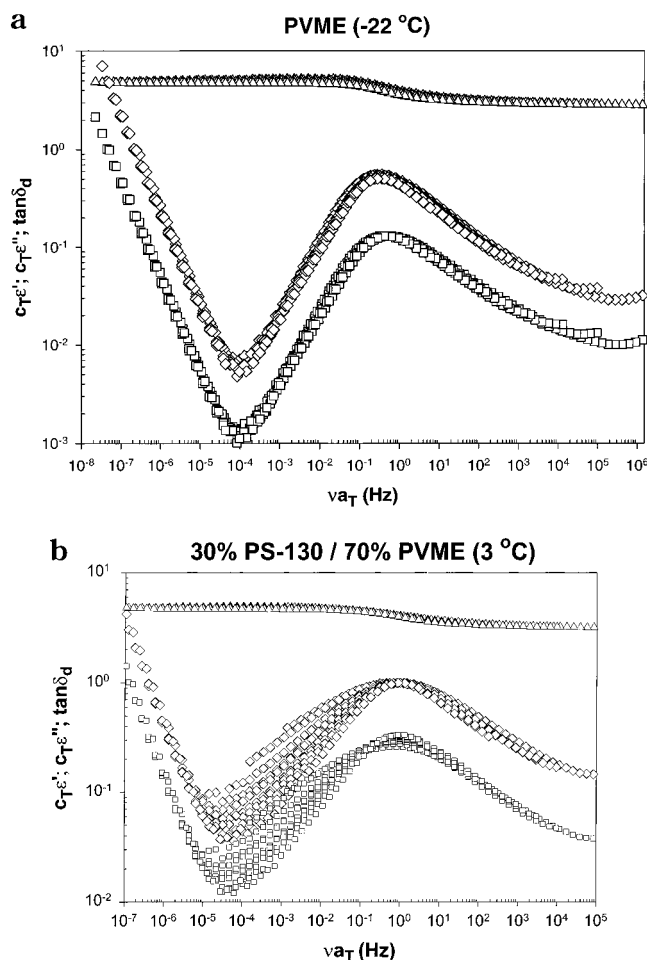 a
PVME (-22 °C)
10¹
10⁰
10⁻¹
10⁻²
10⁻³
c_Tε'; c_Tε''; tanδ_d
10⁻⁸ 10⁻⁷ 10⁻⁶ 10⁻⁵ 10⁻⁴ 10⁻³ 10⁻² 10⁻¹ 10⁰ 10¹ 10² 10³ 10⁴ 10⁵ 10⁶
νa_T (Hz)
b
30% PS-130 / 70% PVME (3 °C)
10¹
10⁰
10⁻¹
10⁻²
c_Tε'; c_Tε''; tanδ_d
10⁻⁷ 10⁻⁶ 10⁻⁵ 10⁻⁴ 10⁻³ 10⁻² 10⁻¹ 10⁰ 10¹ 10² 10³ 10⁴ 10⁵
νa_T (Hz)